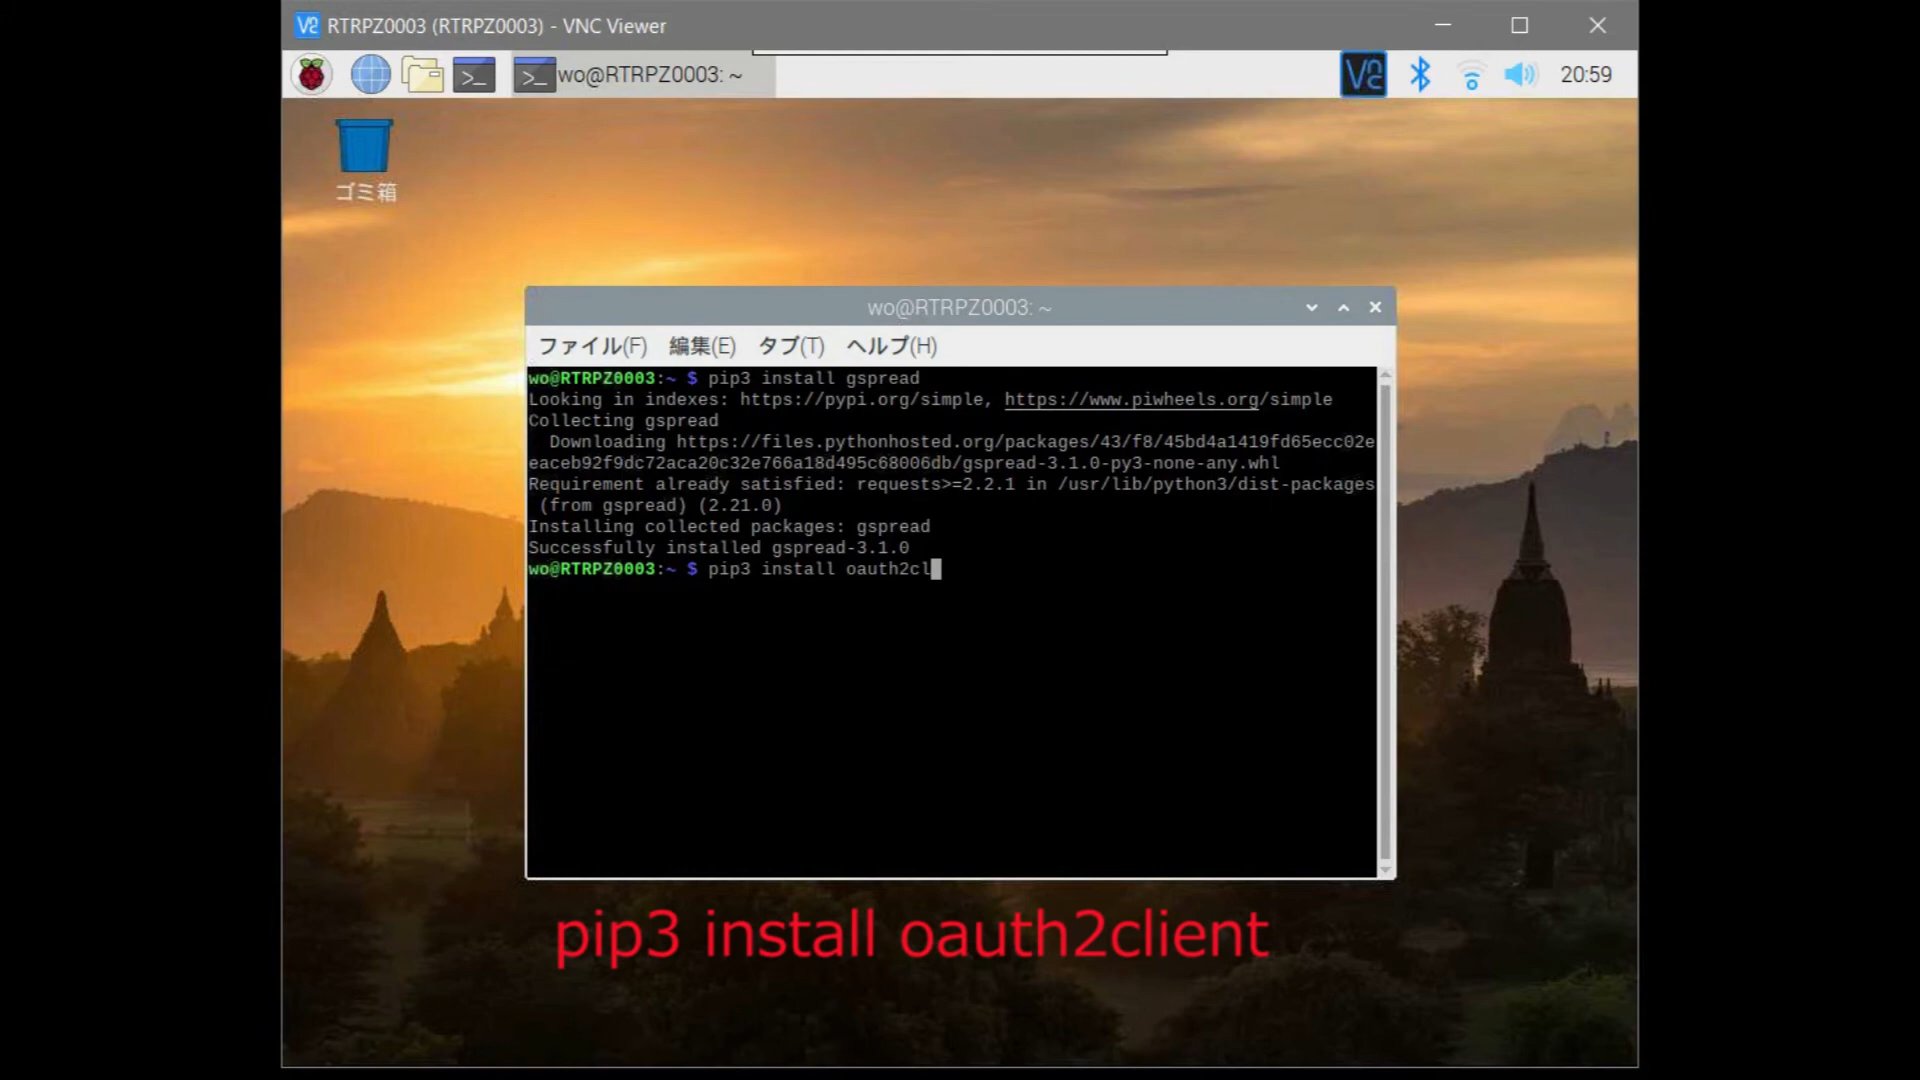 RTRPZ0003 (RTRPZ0003) - VNC Viewer
wo@RTRPZ0003: ~
20:59
ゴミ箱
wo@RTRPZ0003: ~
ファイル(F) 編集(E) タブ(T) ヘルプ(H)
wo@RTRPZ0003:~ $ pip3 install gspread
Looking in indexes: https://pypi.org/simple, https://www.piwheels.org/simple
Collecting gspread
Downloading https://files.pythonhosted.org/packages/43/f8/45bd4a1419fd65ecc02e
eaceb92f9dc72aca20c32e766a18d495c68006db/gspread-3.1.0-py3-none-any.whl
Requirement already satisfied: requests>=2.2.1 in /usr/lib/python3/dist-packages
(from gspread) (2.21.0)
Installing collected packages: gspread
Successfully installed gspread-3.1.0
wo@RTRPZ0003:~ $ pip3 install oauth2cl
pip3 install oauth2client